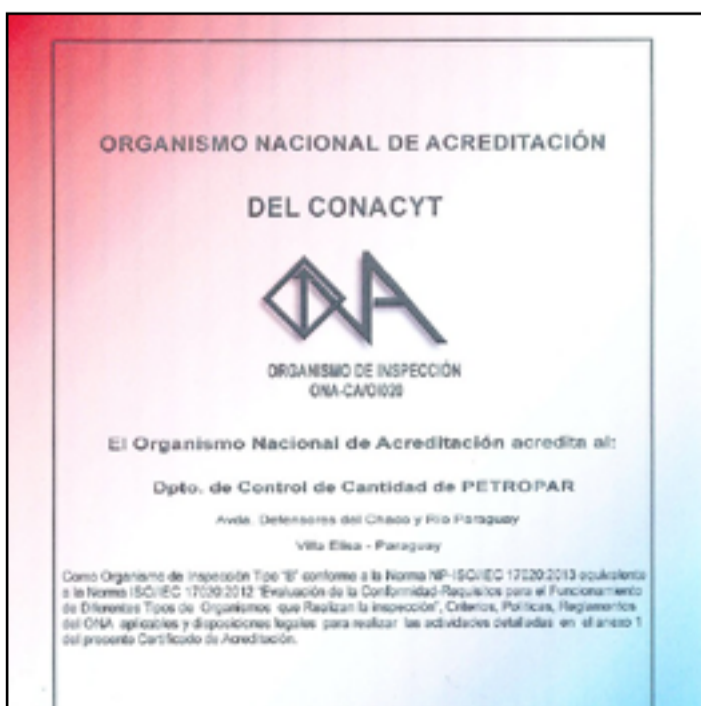 ORGANISMO NACIONAL DE ACREDITACIÓN
DEL CONACYT
ONA
ORGANISMO DE INSPECCIÓN
ONA-CA/OI020
El Organismo Nacional de Acreditación acredita al:
Dpto. de Control de Cantidad de PETROPAR
Avda. Defensores del Chaco y Río Paraguay
Villa Elisa - Paraguay
Como Organismo de Inspección Tipo "B" conforme a la Norma NP-ISO/IEC 17020:2013 equivalente
a la Norma ISO/IEC 17020:2012 "Evaluación de la Conformidad-Requisitos para el Funcionamiento
de Diferentes Tipos de Organismos que Realizan la inspección", Criterios, Políticas, Reglamentos
del ONA aplicables y disposiciones legales para realizar las actividades detalladas en el anexo 1
del presente Certificado de Acreditación.